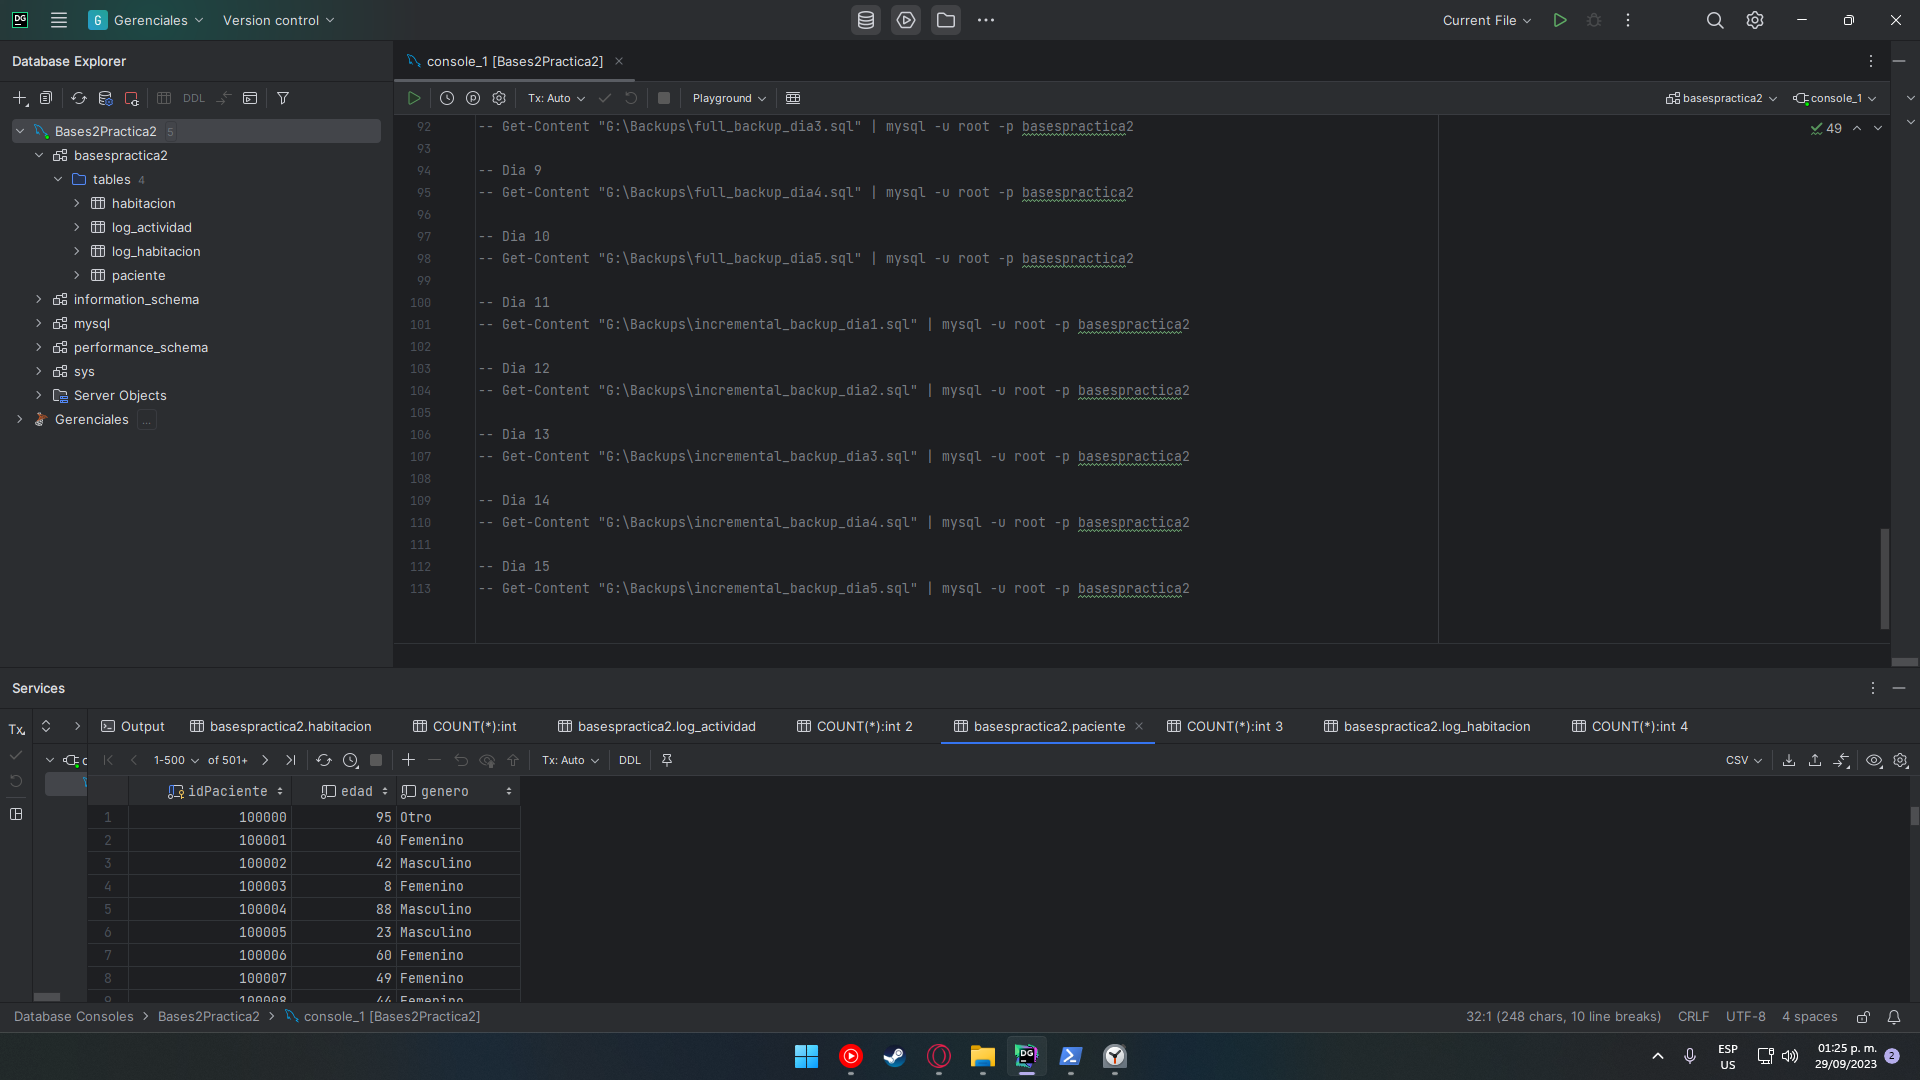 DG G Gerenciales Version control Current File
Database Explorer
console_1 [Bases2Practica2]
DDL
Tx: Auto Playground basespractica2 console_1
Bases2Practica2 5
basespractica2
tables 4
habitacion
log_actividad
log_habitacion
paciente
information_schema
mysql
performance_schema
sys
Server Objects
Gerenciales ...
49
92 -- Get-Content "G:\Backups\full_backup_dia3.sql" | mysql -u root -p basespractica2
93
94 -- Dia 9
95 -- Get-Content "G:\Backups\full_backup_dia4.sql" | mysql -u root -p basespractica2
96
97 -- Dia 10
98 -- Get-Content "G:\Backups\full_backup_dia5.sql" | mysql -u root -p basespractica2
99
100 -- Dia 11
101 -- Get-Content "G:\Backups\incremental_backup_dia1.sql" | mysql -u root -p basespractica2
102
103 -- Dia 12
104 -- Get-Content "G:\Backups\incremental_backup_dia2.sql" | mysql -u root -p basespractica2
105
106 -- Dia 13
107 -- Get-Content "G:\Backups\incremental_backup_dia3.sql" | mysql -u root -p basespractica2
108
109 -- Dia 14
110 -- Get-Content "G:\Backups\incremental_backup_dia4.sql" | mysql -u root -p basespractica2
111
112 -- Dia 15
113 -- Get-Content "G:\Backups\incremental_backup_dia5.sql" | mysql -u root -p basespractica2
Services
Tx Output basespractica2.habitacion COUNT(*):int basespractica2.log_actividad COUNT(*):int 2 basespractica2.paciente COUNT(*):int 3 basespractica2.log_habitacion COUNT(*):int 4
1-500 of 501+ Tx: Auto DDL CSV
idPaciente edad genero
1 100000 95 Otro
2 100001 40 Femenino
3 100002 42 Masculino
4 100003 8 Femenino
5 100004 88 Masculino
6 100005 23 Masculino
7 100006 60 Femenino
8 100007 49 Femenino
9 100008 44 Femenino
Database Consoles > Bases2Practica2 > console_1 [Bases2Practica2] 32:1 (248 chars, 10 line breaks) CRLF UTF-8 4 spaces
DG
ESP
US
01:25 p. m.
29/09/2023
2